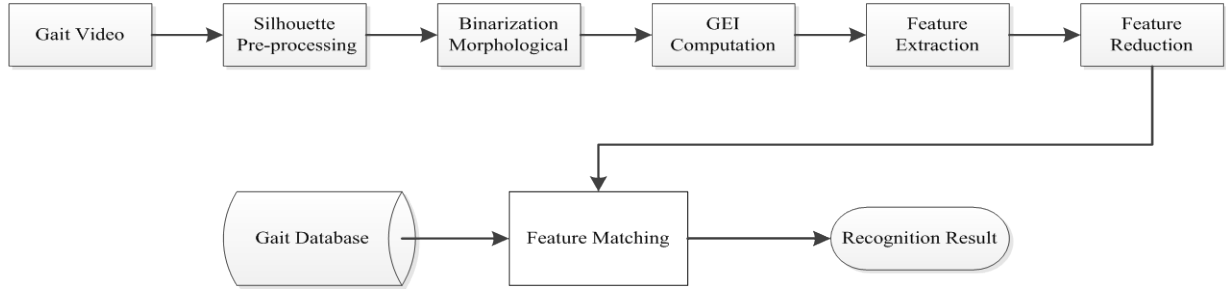 Gait Video
Silhouette
Pre-processing
Binarization
Morphological
GEI
Computation
Feature
Extraction
Feature
Reduction
Gait Database
Feature Matching
Recognition Result